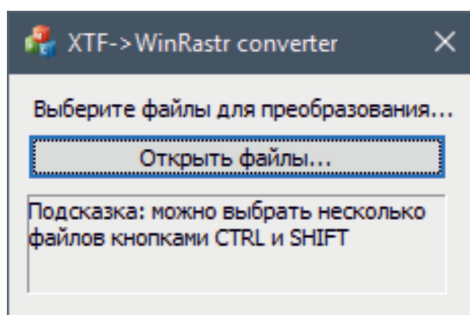 XTF->WinRastr converter
Выберите файлы для преобразования...
Открыть файлы...
Подсказка: можно выбрать несколько
файлов кнопками CTRL и SHIFT